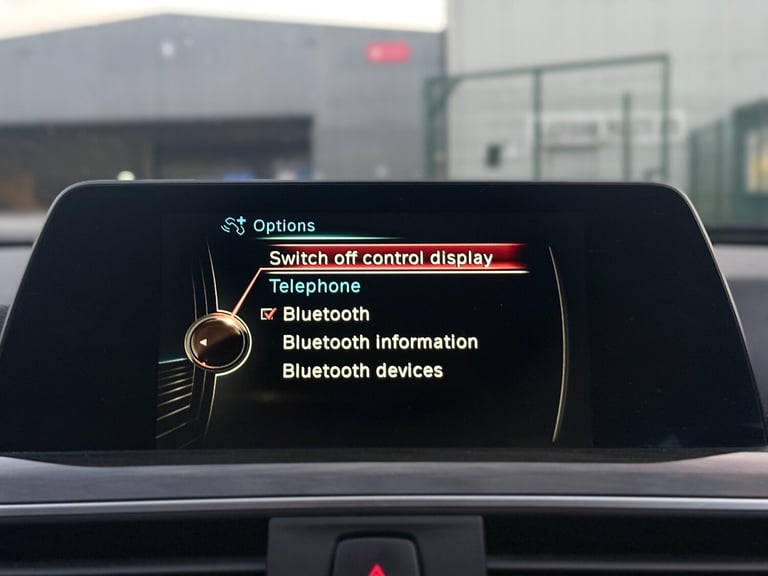 Options
Switch off control display
Telephone
Bluetooth
Bluetooth information
Bluetooth devices